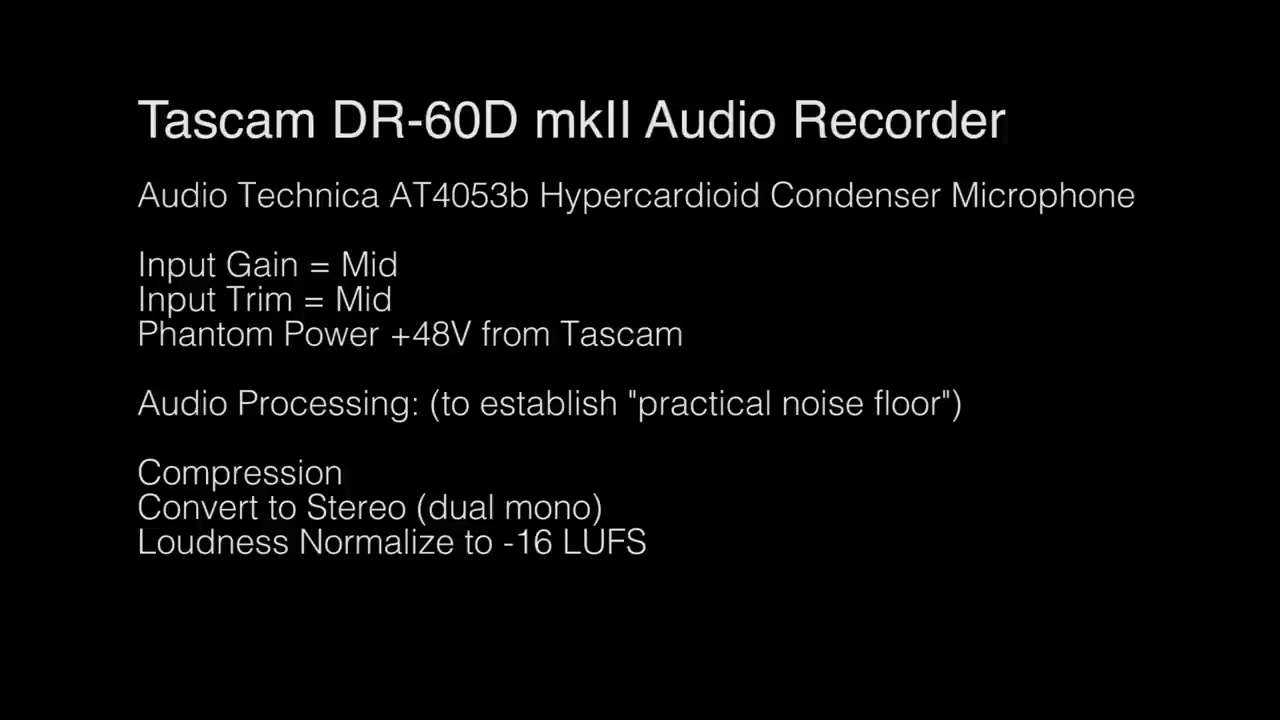 Tascam DR-60D mkII Audio Recorder
Audio Technica AT4053b Hypercardioid Condenser Microphone
Input Gain = Mid
Input Trim = Mid
Phantom Power +48V from Tascam
Audio Processing: (to establish "practical noise floor")
Compression
Convert to Stereo (dual mono)
Loudness Normalize to -16 LUFS